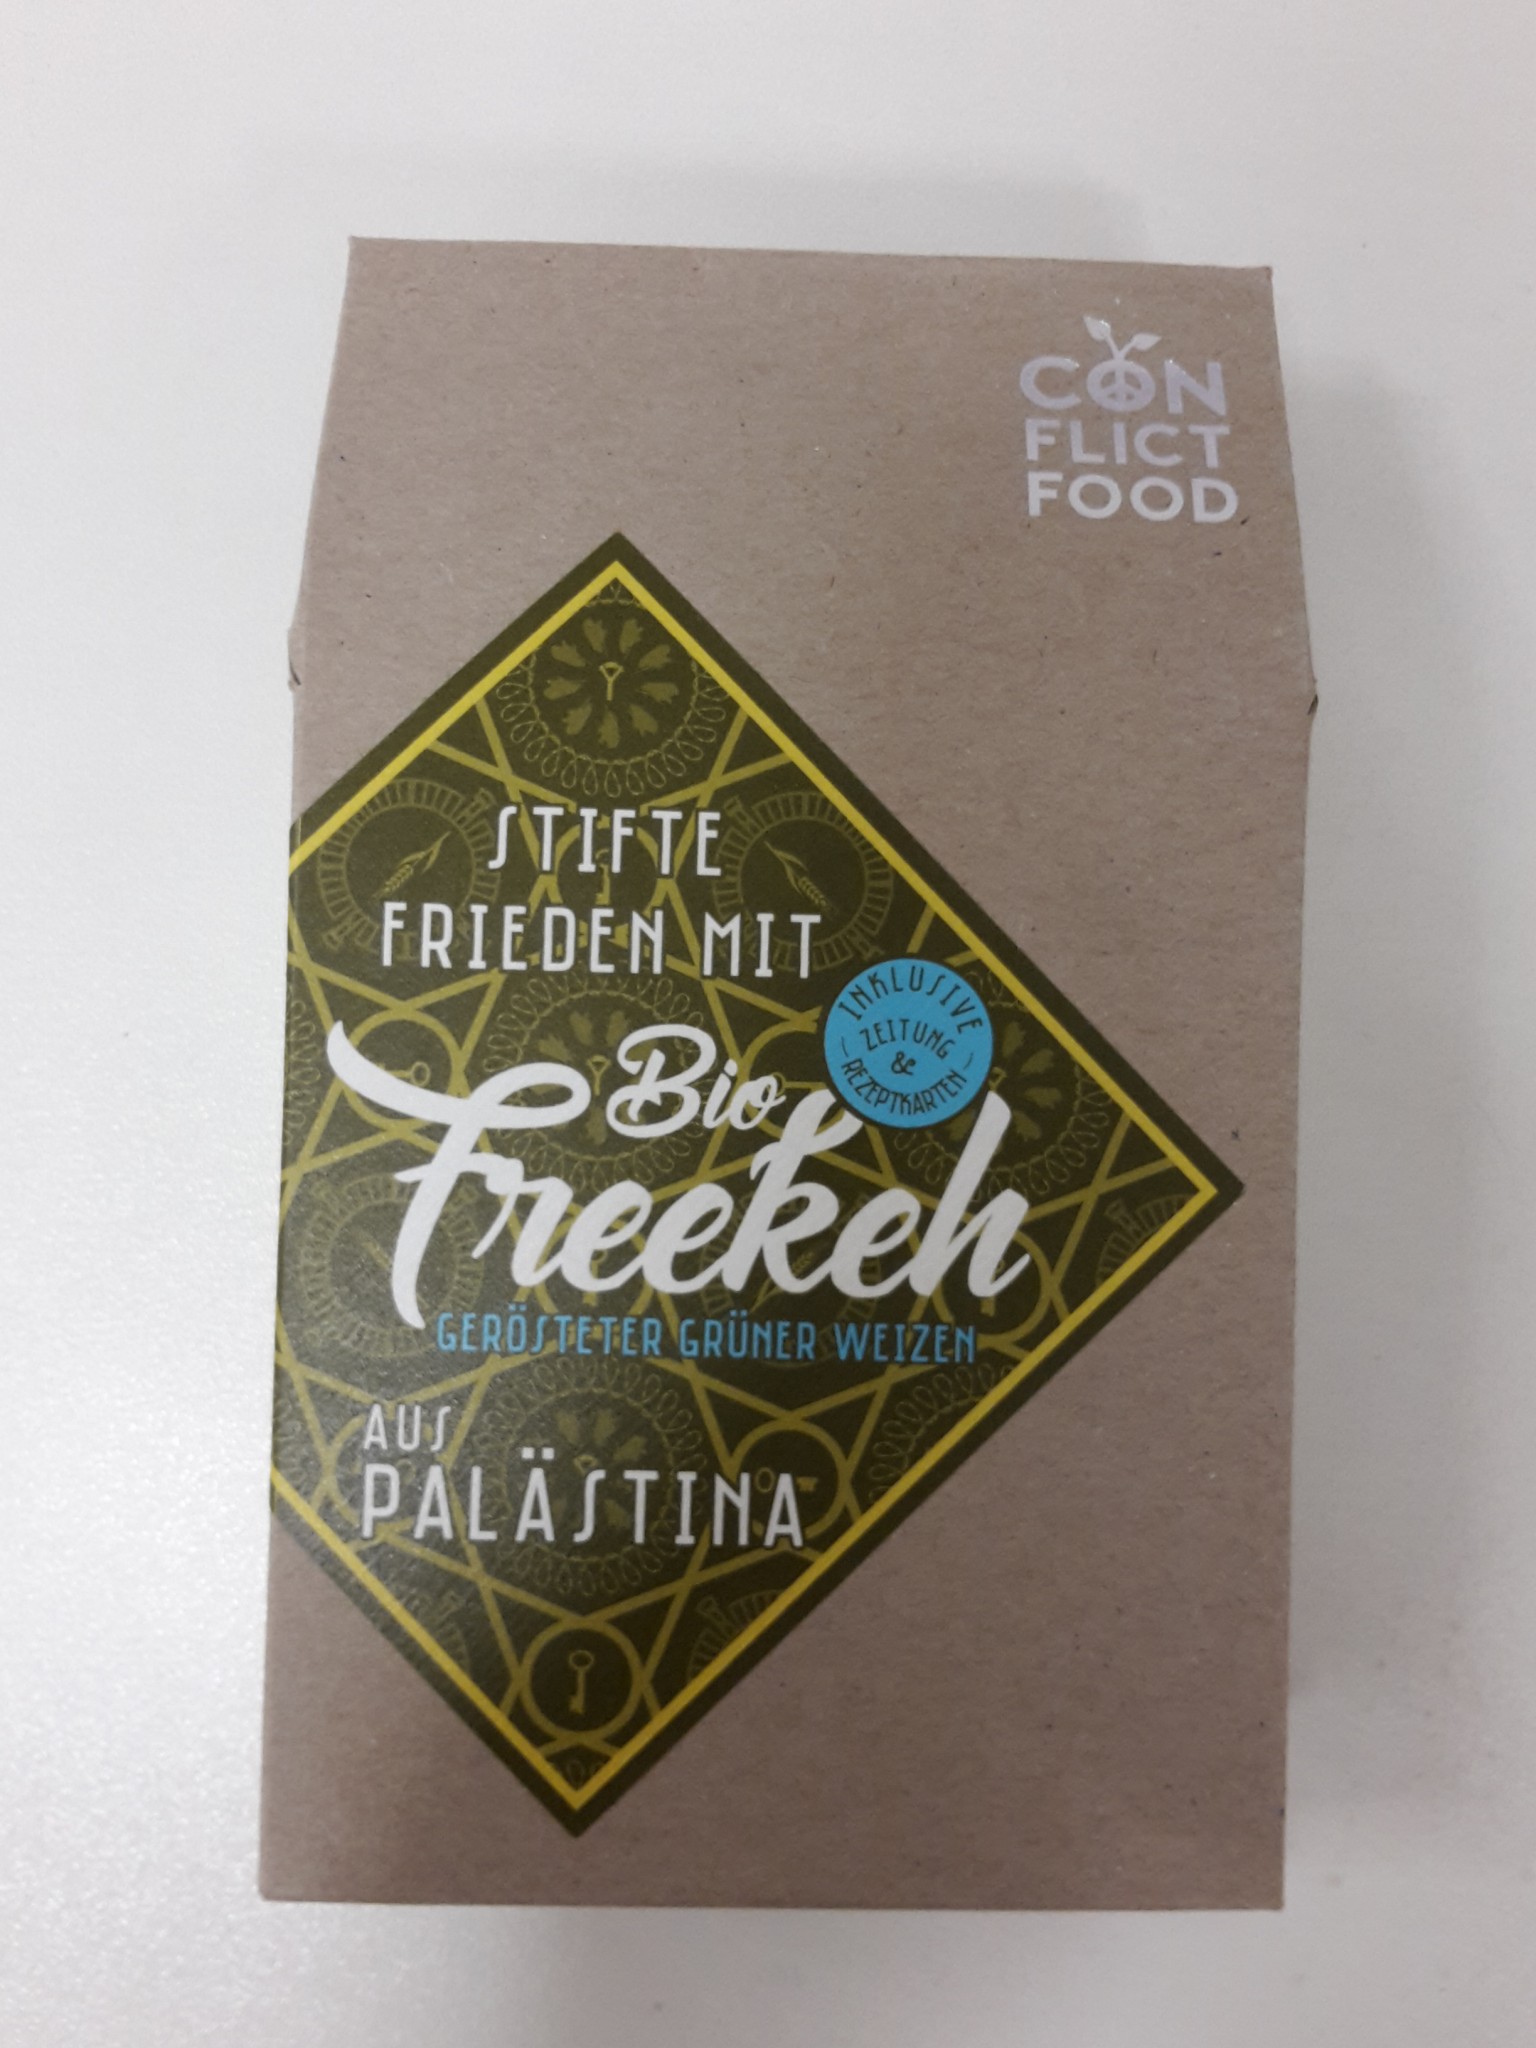 CON
FLICT
FOOD
STIFTE
FRIEDEN MIT
INKLUSIVE
ZEITUNG
&
REZEPTKARTEN
Bio
Freekeh
GERÖSTETER GRÜNER WEIZEN
AUS
PALÄSTINA